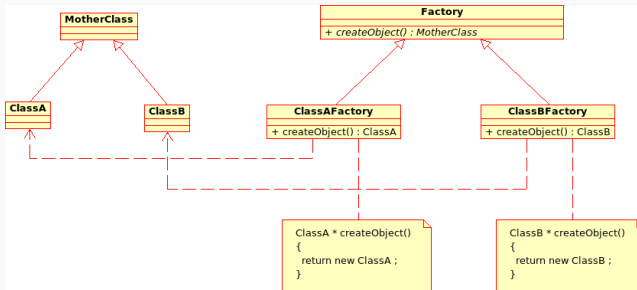 MotherClass
Factory
+ createObject() : MotherClass
ClassA
ClassB
ClassAFactory
+ createObject() : ClassA
ClassBFactory
+ createObject() : ClassB
ClassA * createObject()
{
return new ClassA ;
}
ClassB * createObject()
{
return new ClassB ;
}